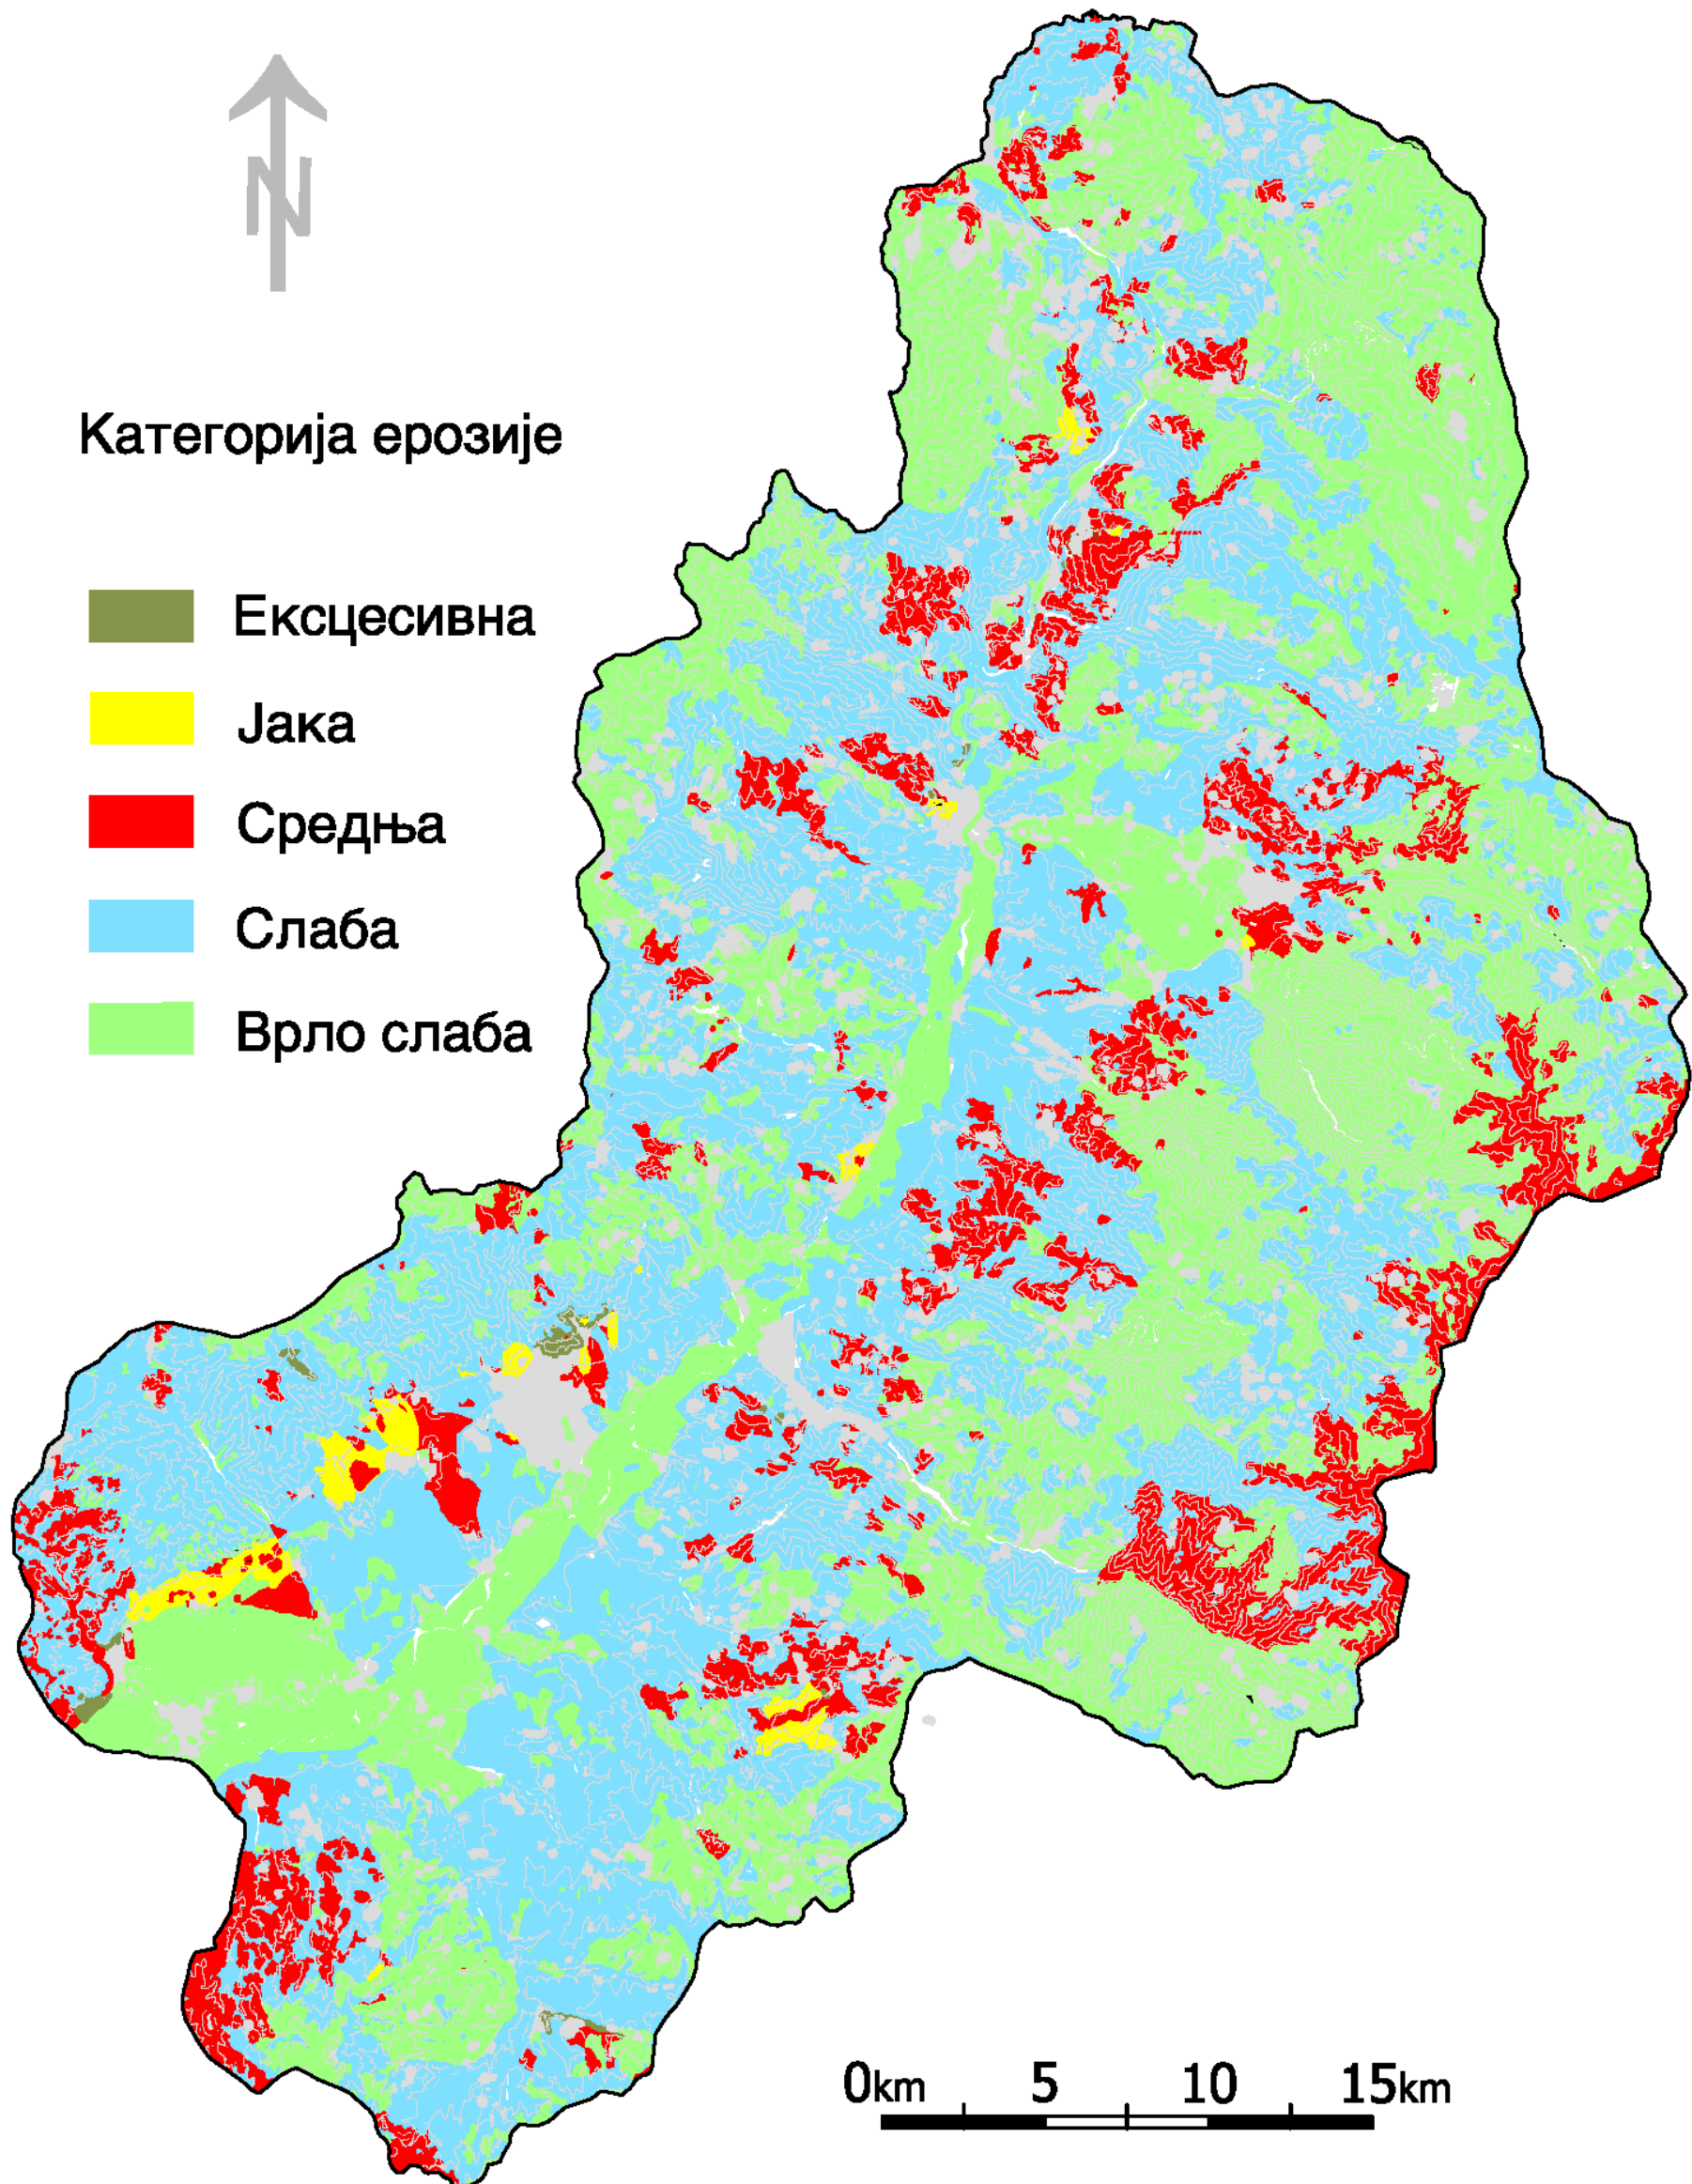 N
Категорија ерозије
Ексцесивна
Јака
Средња
Слаба
Врло слаба
0km 5 10 15km